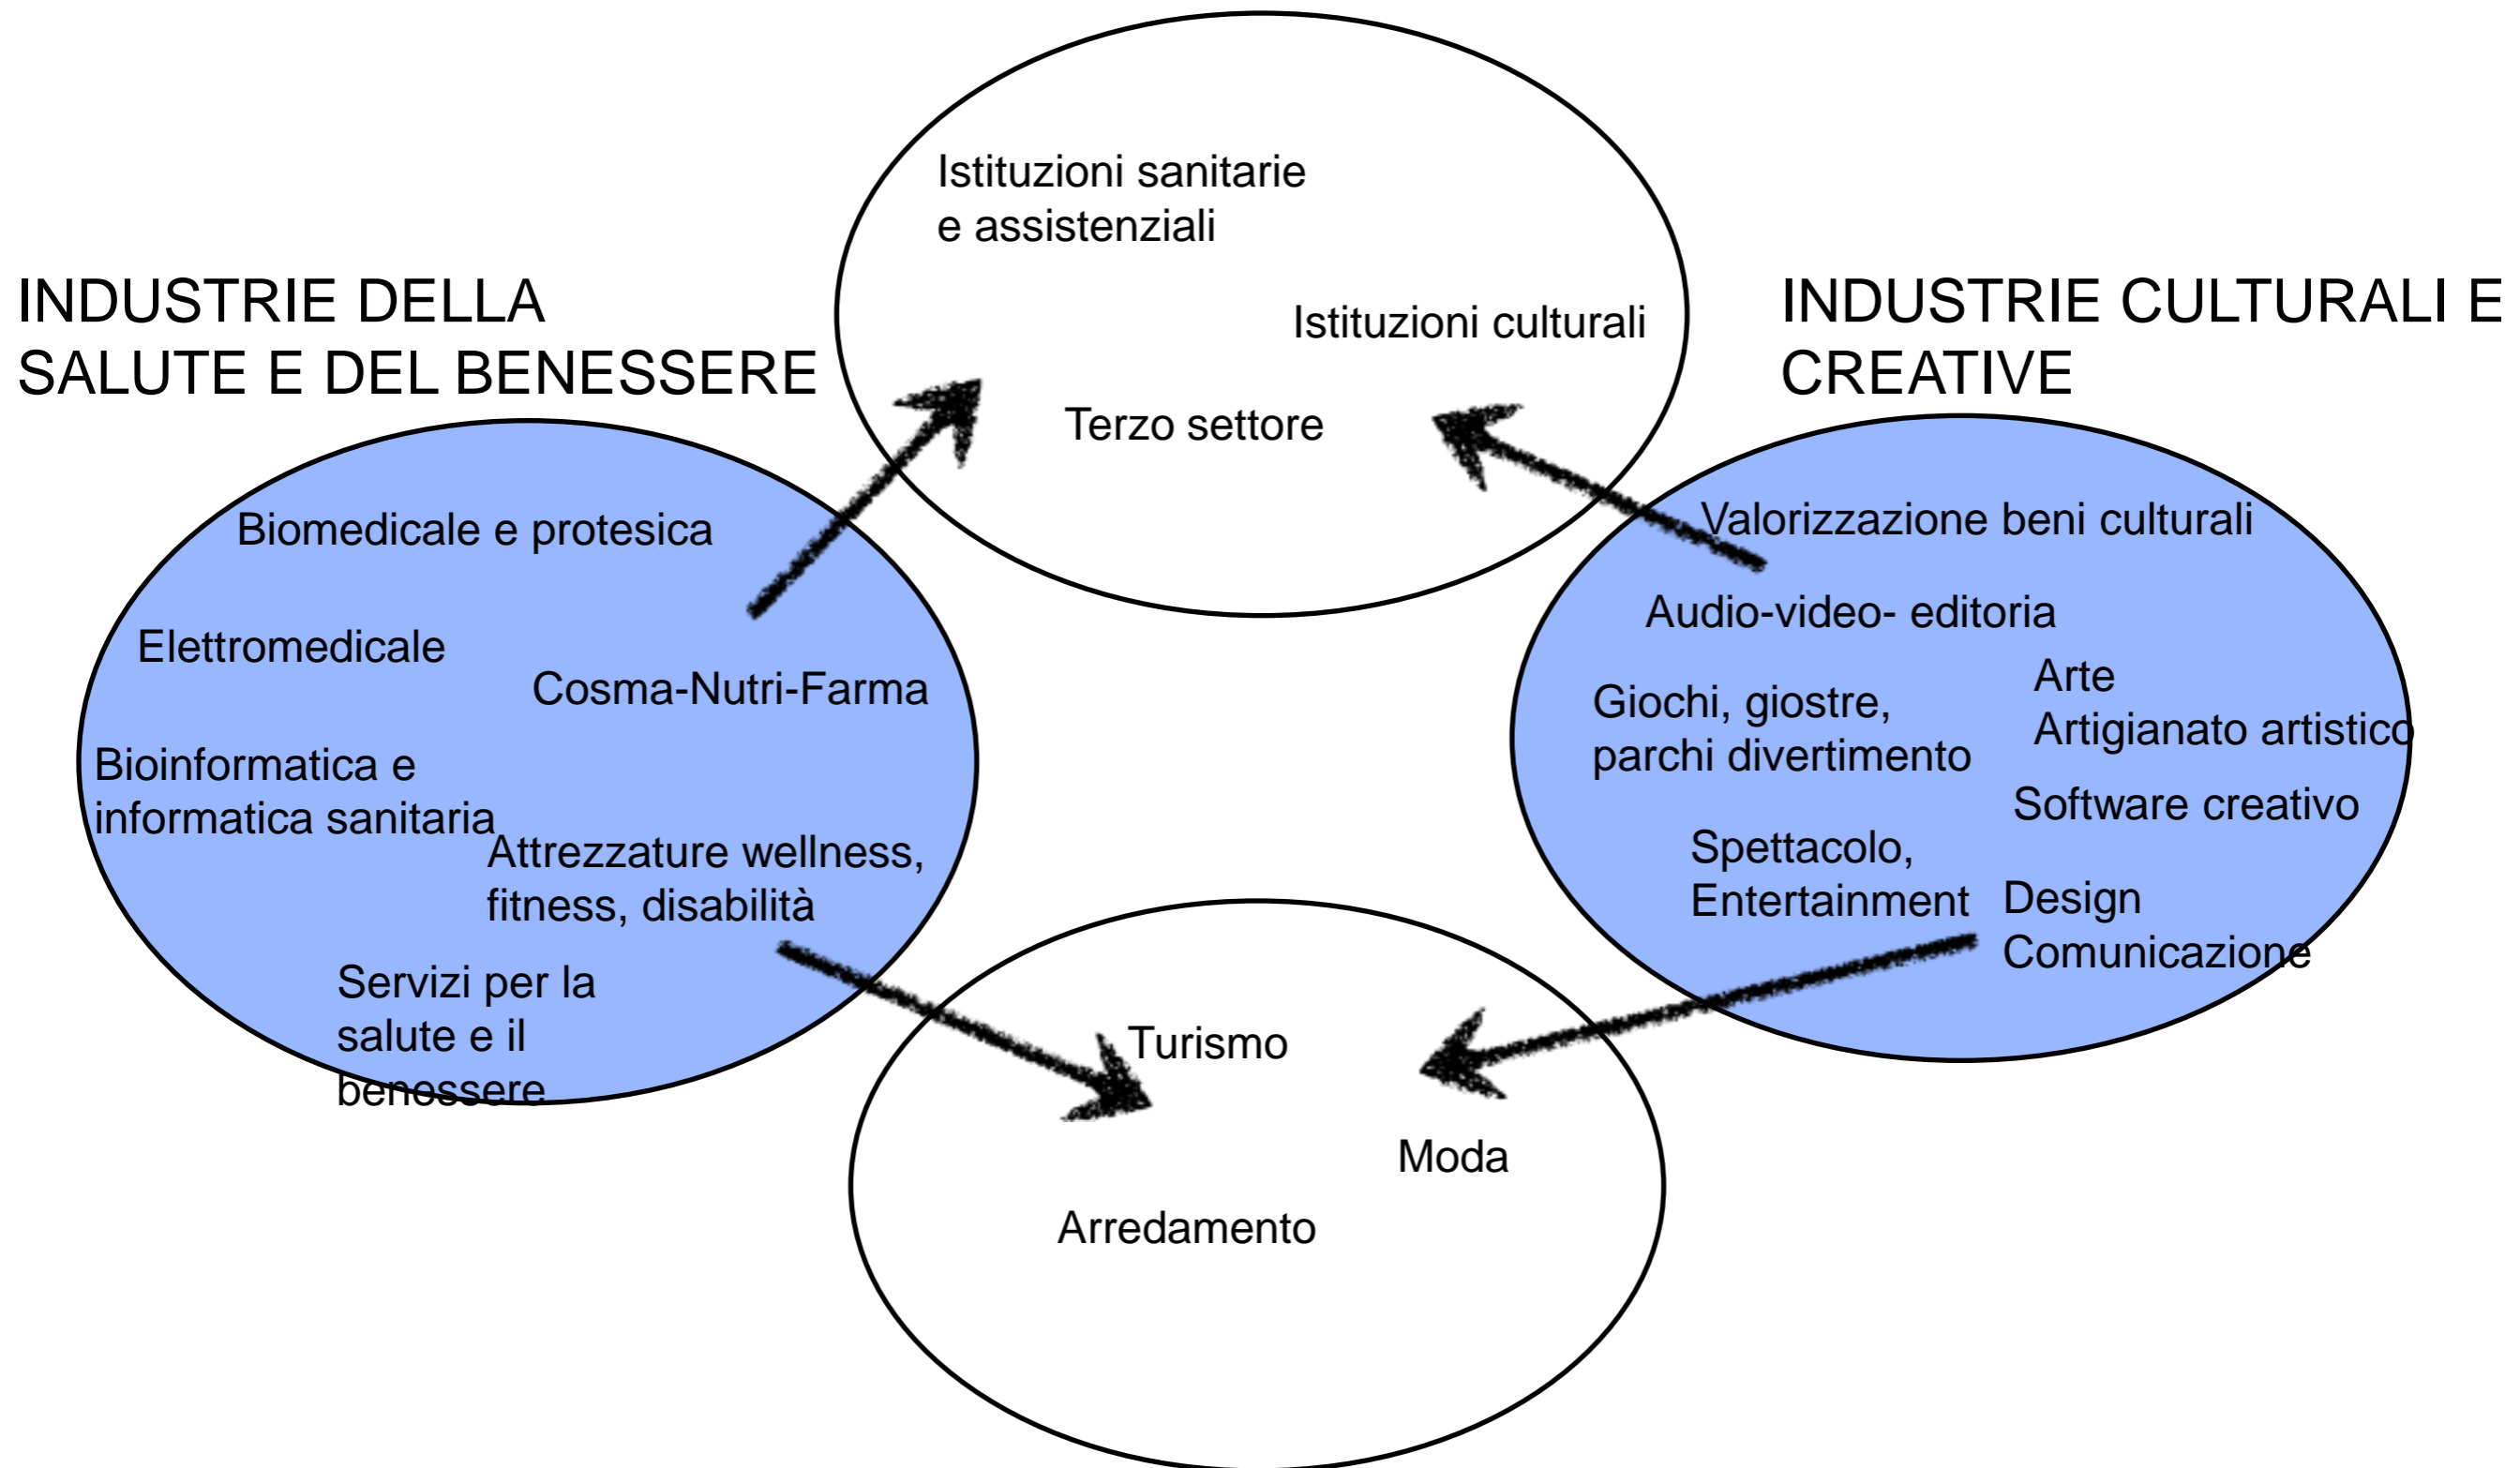 Istituzioni sanitarie
e assistenziali
Istituzioni culturali
Terzo settore
INDUSTRIE DELLA
SALUTE E DEL BENESSERE
Biomedicale e protesica
Elettromedicale
Cosma-Nutri-Farma
Bioinformatica e
informatica sanitaria
Attrezzature wellness,
fitness, disabilità
Servizi per la
salute e il
benessere
INDUSTRIE CULTURALI E
CREATIVE
Valorizzazione beni culturali
Audio-video- editoria
Arte
Artigianato artistico
Giochi, giostre,
parchi divertimento
Software creativo
Spettacolo,
Entertainment
Design
Comunicazione
Turismo
Moda
Arredamento